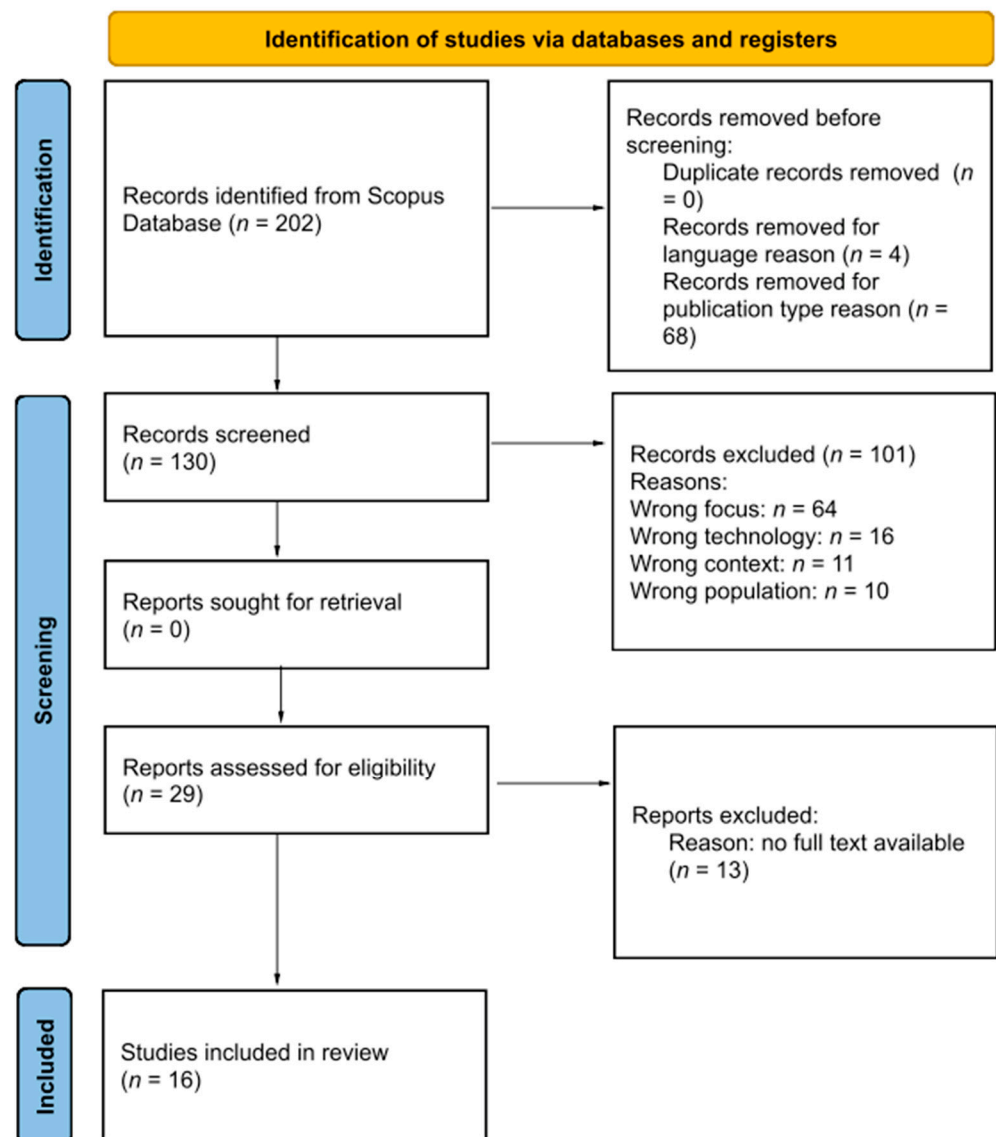 Identification of studies via databases and registers
Identification
Records identified from Scopus
Database (n = 202)
Records removed before
screening:
Duplicate records removed (n
= 0)
Records removed for
language reason (n = 4)
Records removed for
publication type reason (n =
68)
Screening
Records screened
(n = 130)
Records excluded (n = 101)
Reasons:
Wrong focus: n = 64
Wrong technology: n = 16
Wrong context: n = 11
Wrong population: n = 10
Reports sought for retrieval
(n = 0)
Reports assessed for eligibility
(n = 29)
Reports excluded:
Reason: no full text available
(n = 13)
Included
Studies included in review
(n = 16)